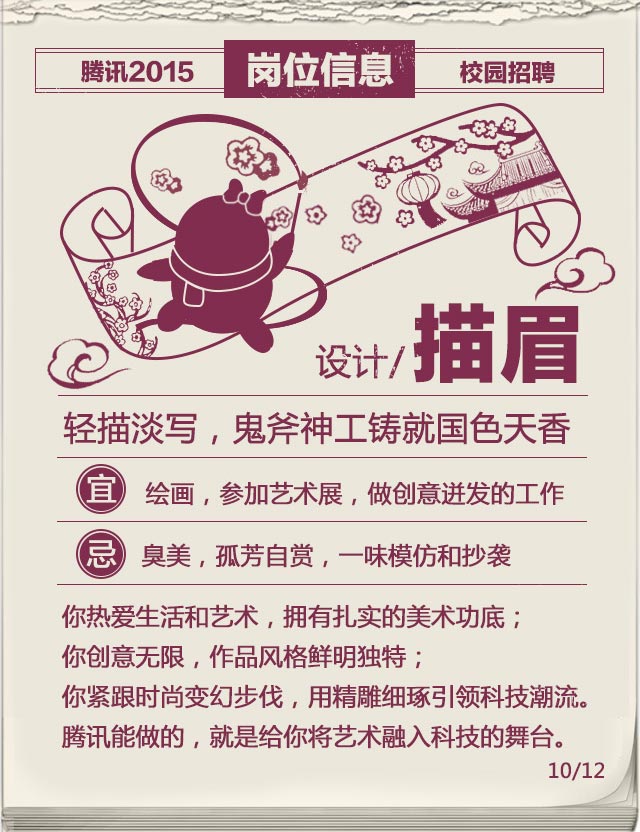 腾讯2015 岗位信息 校园招聘
设计/描眉
轻描淡写，鬼斧神工铸就国色天香
宜 绘画，参加艺术展，做创意迸发的工作
忌 臭美，孤芳自赏，一味模仿和抄袭
你热爱生活和艺术，拥有扎实的美术功底；
你创意无限，作品风格鲜明独特；
你紧跟时尚变幻步伐，用精雕细琢引领科技潮流。
腾讯能做的，就是给你将艺术融入科技的舞台。
10/12